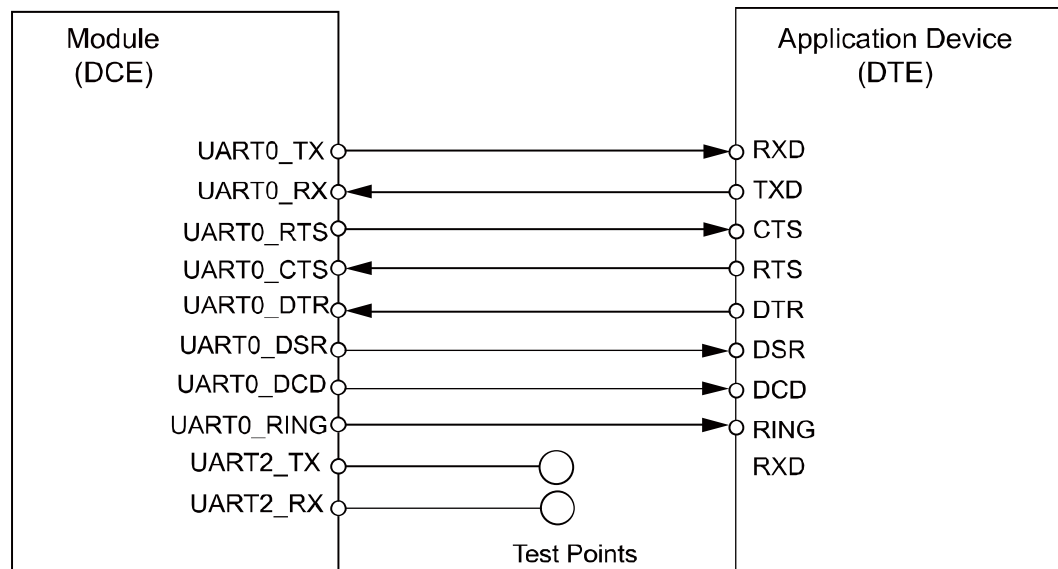 Module
(DCE)
Application Device
(DTE)
UART0_TX
RXD
UART0_RX
TXD
UART0_RTS
CTS
UART0_CTS
RTS
UART0_DTR
DTR
UART0_DSR
DSR
UART0_DCD
DCD
UART0_RING
RING
UART2_TX
RXD
UART2_RX
Test Points